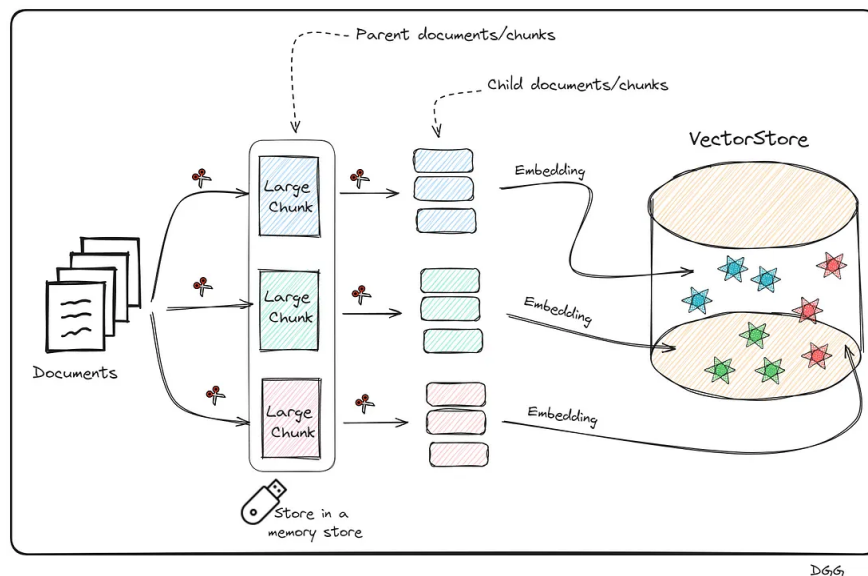 Parent documents/chunks
Child documents/chunks
VectorStore
Embedding
Large
Chunk
Large
Chunk
Embedding
Documents
Large
Chunk
Embedding
Store in a
memory store
DGG